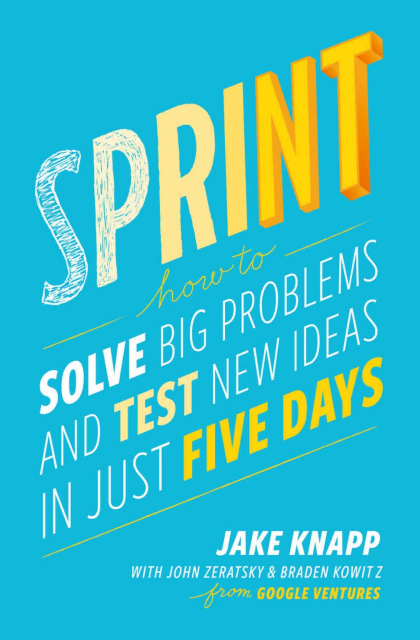 SPRINT
how to
SOLVE BIG PROBLEMS
AND TEST NEW IDEAS
IN JUST FIVE DAYS
JAKE KNAPP
WITH JOHN ZERATSKY & BRADEN KOWITZ
from GOOGLE VENTURES